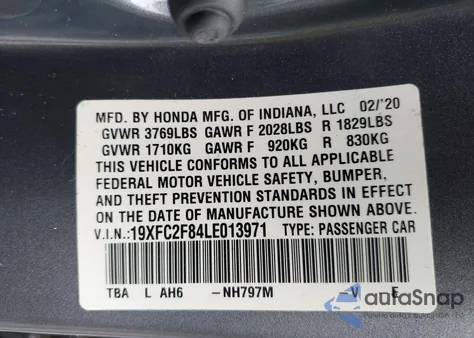 MFD. BY HONDA MFG. OF INDIANA, LLC 02/'20
GVWR 3769LBS GAWR F 2028LBS R 1829LBS
GVWR 1710KG GAWR F 920KG R 830KG
THIS VEHICLE CONFORMS TO ALL APPLICABLE
FEDERAL MOTOR VEHICLE SAFETY, BUMPER,
AND THEFT PREVENTION STANDARDS IN EFFECT
ON THE DATE OF MANUFACTURE SHOWN ABOVE.
V.I.N.: 19XFC2F84LE013971 TYPE: PASSENGER CAR
TBA L AH6 -NH797M -V E
autoSnap